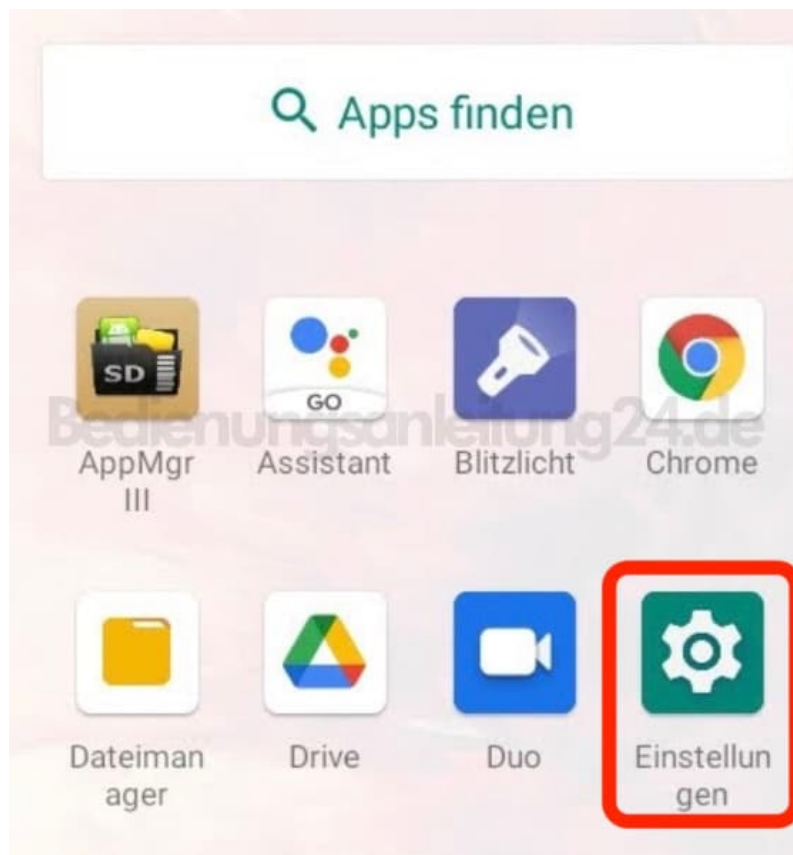 Apps finden
SD
GO
Bedienungsanleitung24.de
AppMgr
III
Assistant
Blitzlicht
Chrome
Dateiman
ager
Drive
Duo
Einstellun
gen